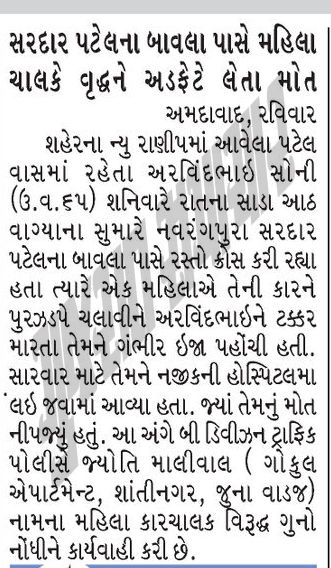 સરદાર પટેલના બાવલા પાસે મહિલા
ચાલકે વૃદ્ધને અડફેટે લેતા મોત
અમદાવાદ, રવિવાર
શહેરના ન્યુ રાણીપમાં આવેલા પટેલ
વાસમાં રહેતા અરવિંદભાઇ સોની
(ઉ.વ.૬૫) શનિવારે રાતના સાડા આઠ
વાગ્યાના સુમારે નવરંગપુરા સરદાર
પટેલના બાવલા પાસે રસ્તો ક્રોસ કરી રહ્યા
હતા ત્યારે એક મહિલાએ તેની કારને
પુરઝડપે ચલાવીને અરવિંદભાઇને ટક્કર
મારતા તેમને ગંભીર ઇજા પહોંચી હતી.
સારવાર માટે તેમને નજીકની હોસ્પિટલમા
લઇ જવામાં આવ્યા હતા. જ્યાં તેમનું મોત
નીપજ્યું હતું. આ અંગે બી ડિવીઝન ટ્રાફિક
પોલીસે જ્યોતિ માલીવાલ ( ગોકુલ
એપાર્ટમેન્ટ, શાંતીનગર, જુના વાડજ)
નામના મહિલા કારચાલક વિરૂદ્ધ ગુનો
નોંધીને કાર્યવાહી કરી છે.